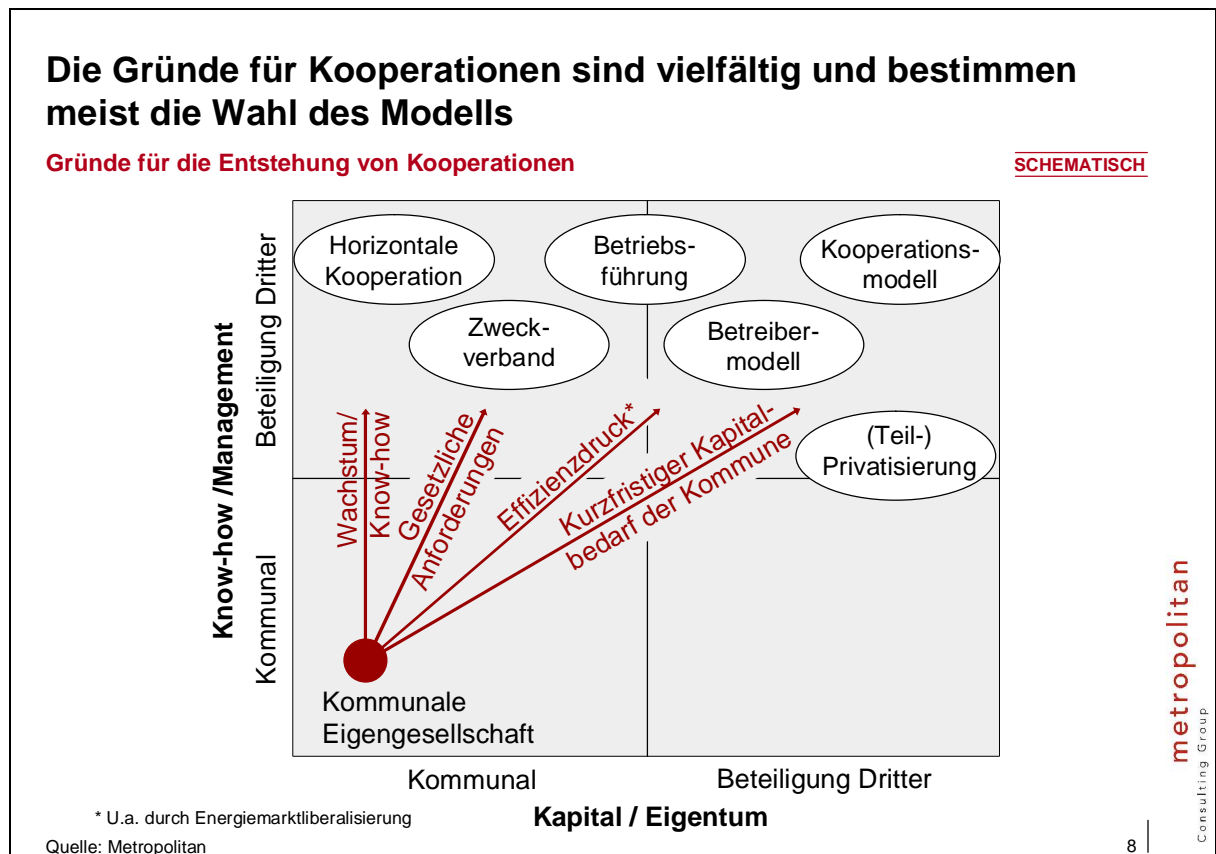 Die Gründe für Kooperationen sind vielfältig und bestimmen
meist die Wahl des Modells
Gründe für die Entstehung von Kooperationen
SCHEMATISCH
Know-how /Management
Beteiligung Dritter
Kommunal
Horizontale
Kooperation
Betriebs-
führung
Kooperations-
modell
Zweck-
verband
Betreiber-
modell
(Teil-)
Privatisierung
Wachstum/
Know-how
Gesetzliche
Anforderungen
Effizienzdruck*
Kurzfristiger Kapital-
bedarf der Kommune
Kommunale
Eigengesellschaft
Kommunal
Beteiligung Dritter
Kapital / Eigentum
* U.a. durch Energiemarktliberalisierung
Quelle: Metropolitan
8
metropolitan
Consulting Group